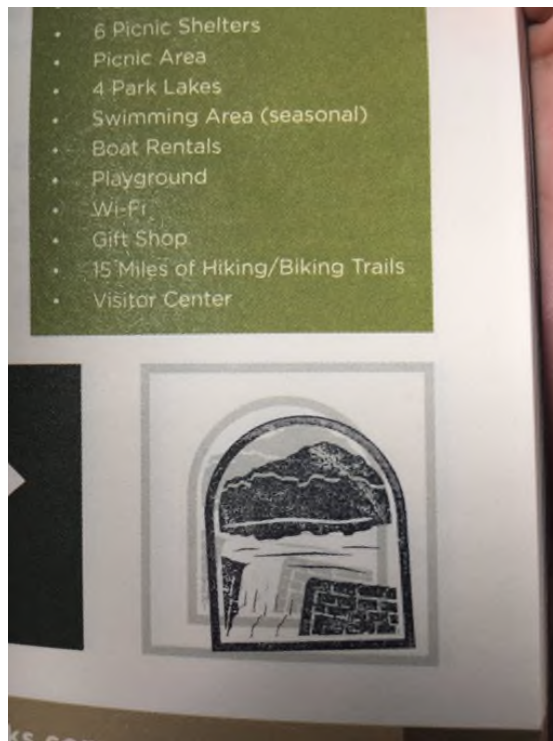 6 Picnic Shelters
Picnic Area
4 Park Lakes
Swimming Area (seasonal)
Boat Rentals
Playground
Wi-Fi
Gift Shop
15 Miles of Hiking/Biking Trails
Visitor Center